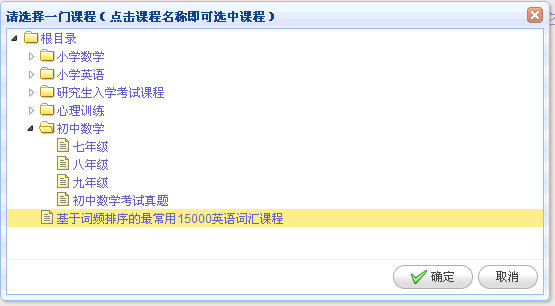 请选择一门课程（点击课程名称即可选中课程）
根目录
小学数学
小学英语
研究生入学考试课程
心理训练
初中数学
七年级
八年级
九年级
初中数学考试真题
基于词频排序的最常用15000英语词汇课程
确定
取消